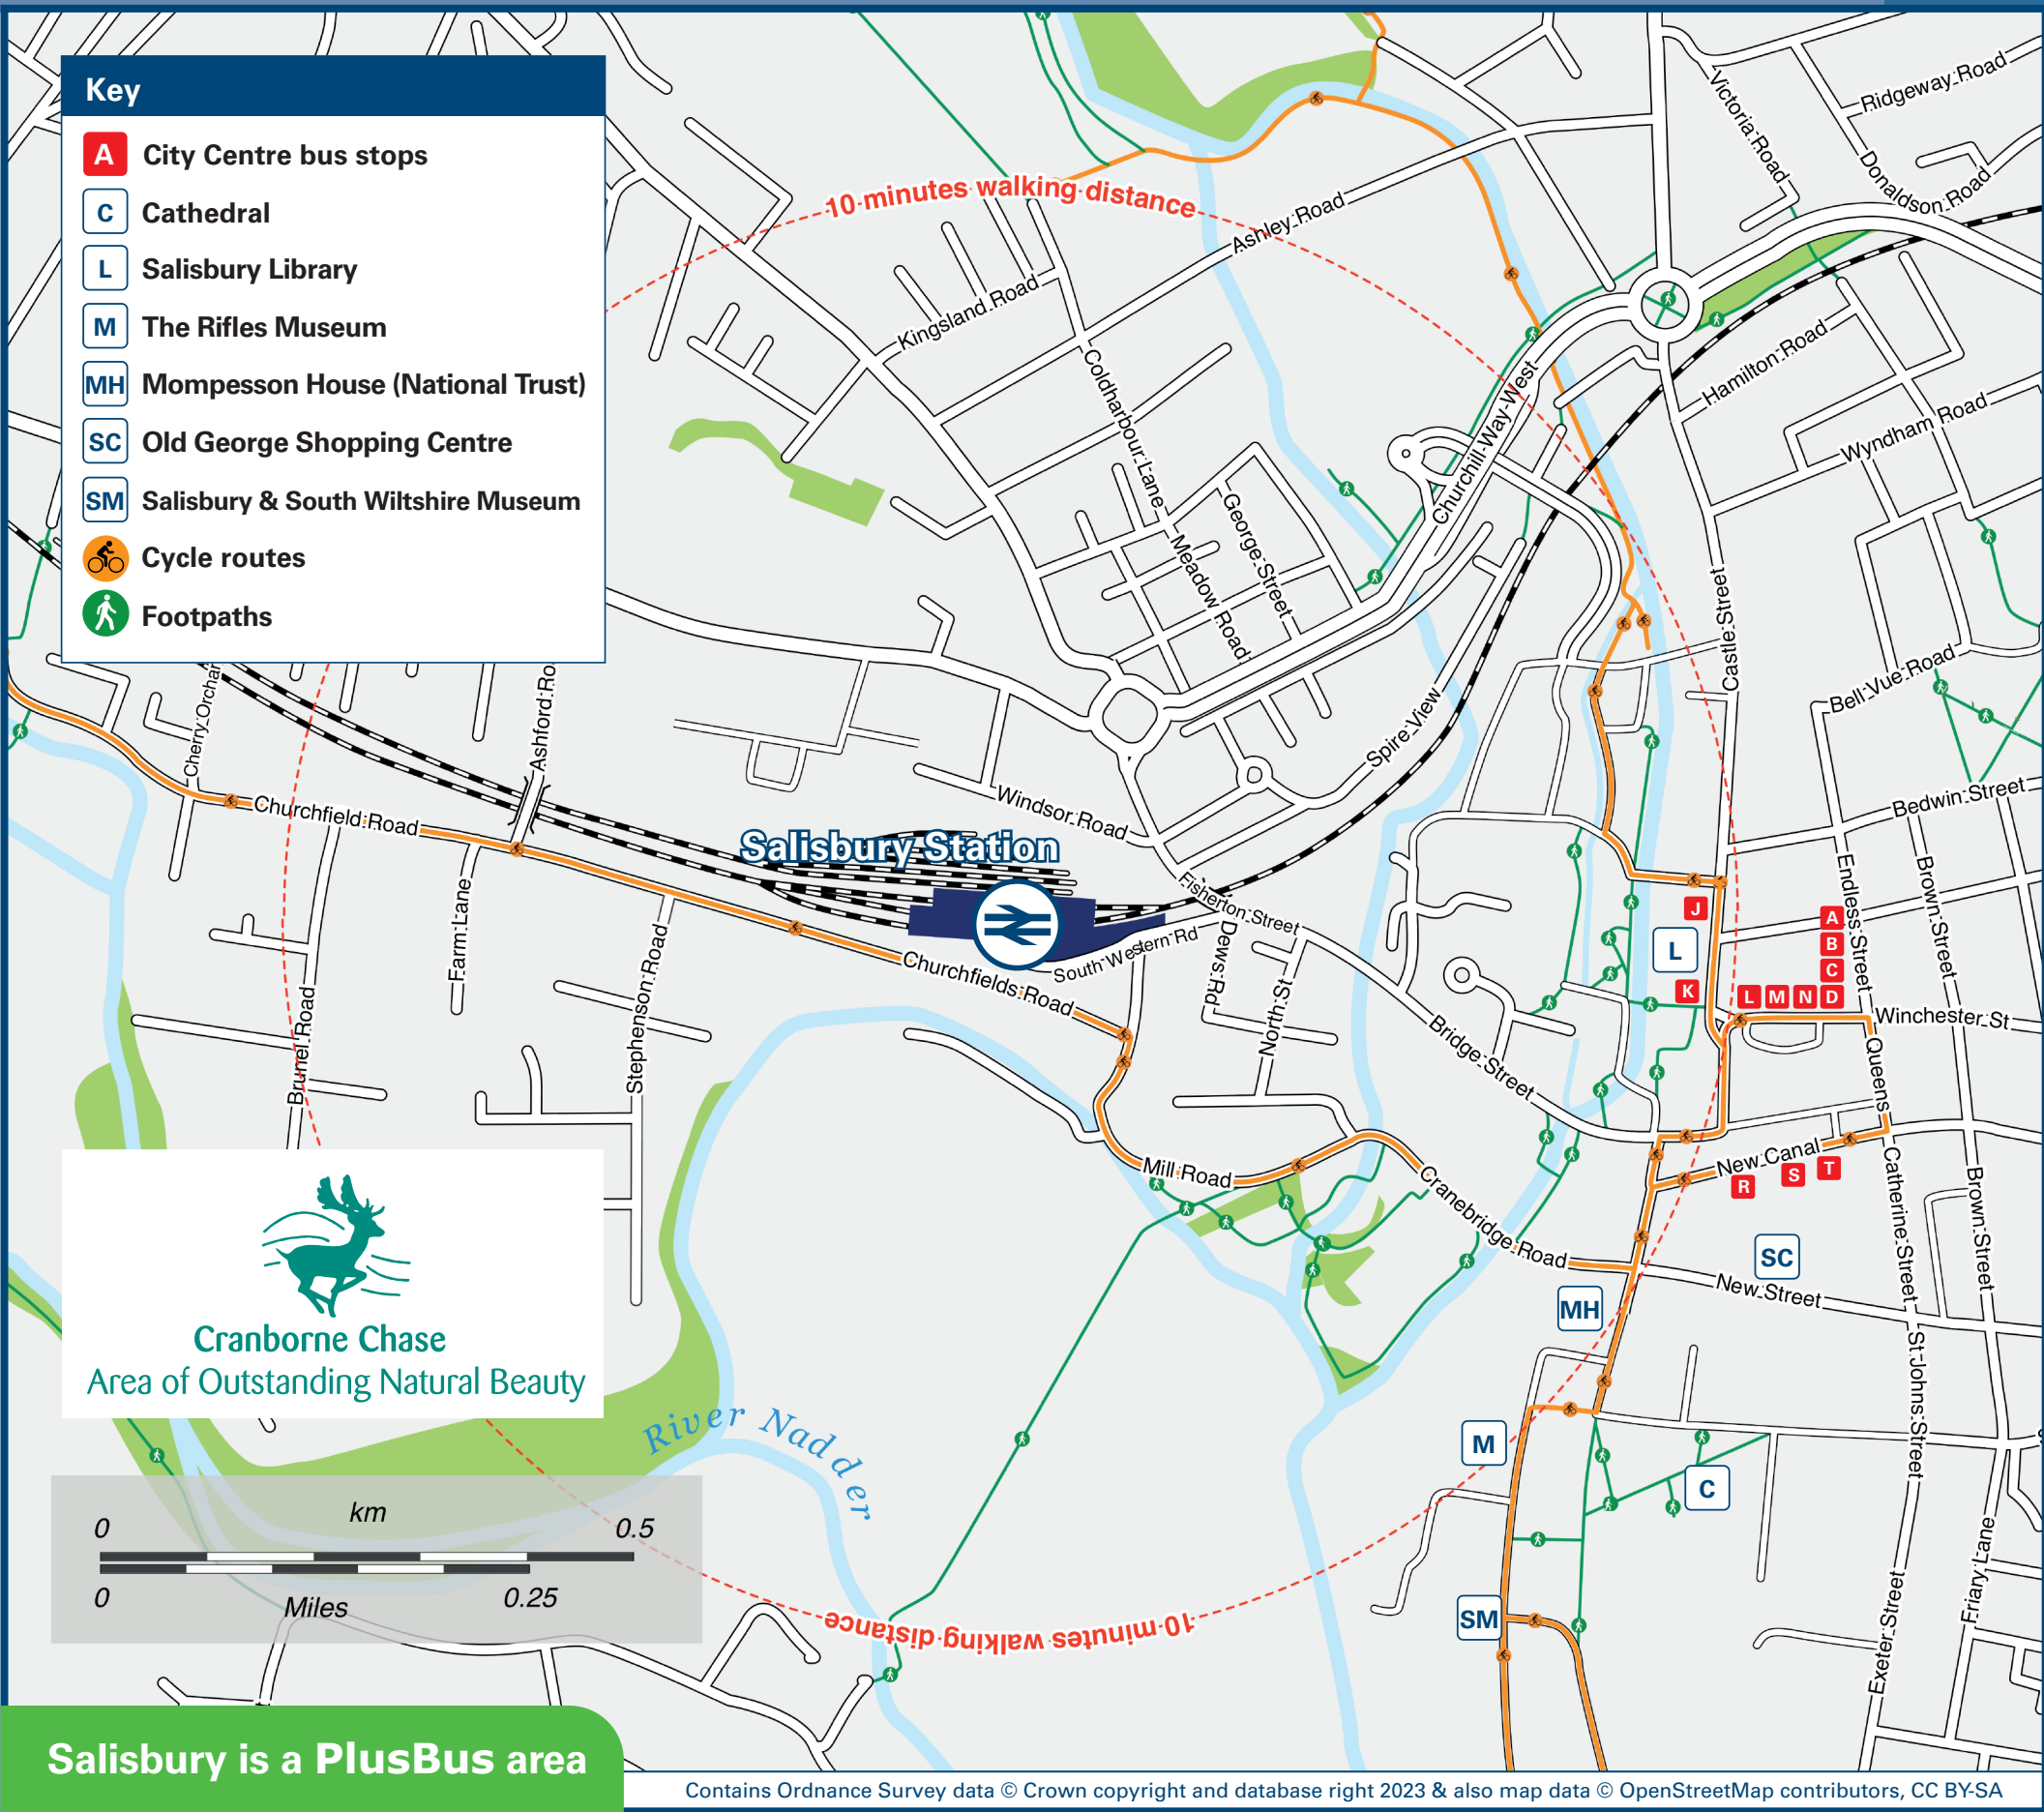 Key
A City Centre bus stops
C Cathedral
L Salisbury Library
M The Rifles Museum
MH Mompesson House (National Trust)
SC Old George Shopping Centre
SM Salisbury & South Wiltshire Museum
Cycle routes
Footpaths
10 minutes walking distance
Ridgeway Road
Victoria Road
Donaldson Road
Ashley Road
Kingsland Road
Coldharbour Lane
Churchill Way West
Hamilton Road
Wyndham Road
George Street
Meadow Road
Castle Street
Bell Vue Road
Cherry Orchar
Ashford Ro
Spire View
Windsor Road
Churchfield Road
Bedwin Street
Salisbury Station
Endless Street
Brown Street
Fisherton Street
South Western Rd
Farm Lane
Stephenson Road
Churchfields Road
Dews Rd
North St
J
L
K
A
B
C
L M N D
Winchester St
Brunel Road
Bridge Street
Queens
Mill Road
New Canal
R S T
Cranebridge Road
Catherine Street
Brown Street
SC
New Street
MH
St Johns Street
Cranborne Chase
Area of Outstanding Natural Beauty
River Nadder
M
C
km
0 0.5
0 Miles 0.25
10 minutes walking distance
SM
Exeter Street
Friary Lane
Salisbury is a PlusBus area
Contains Ordnance Survey data © Crown copyright and database right 2023 & also map data © OpenStreetMap contributors, CC BY-SA